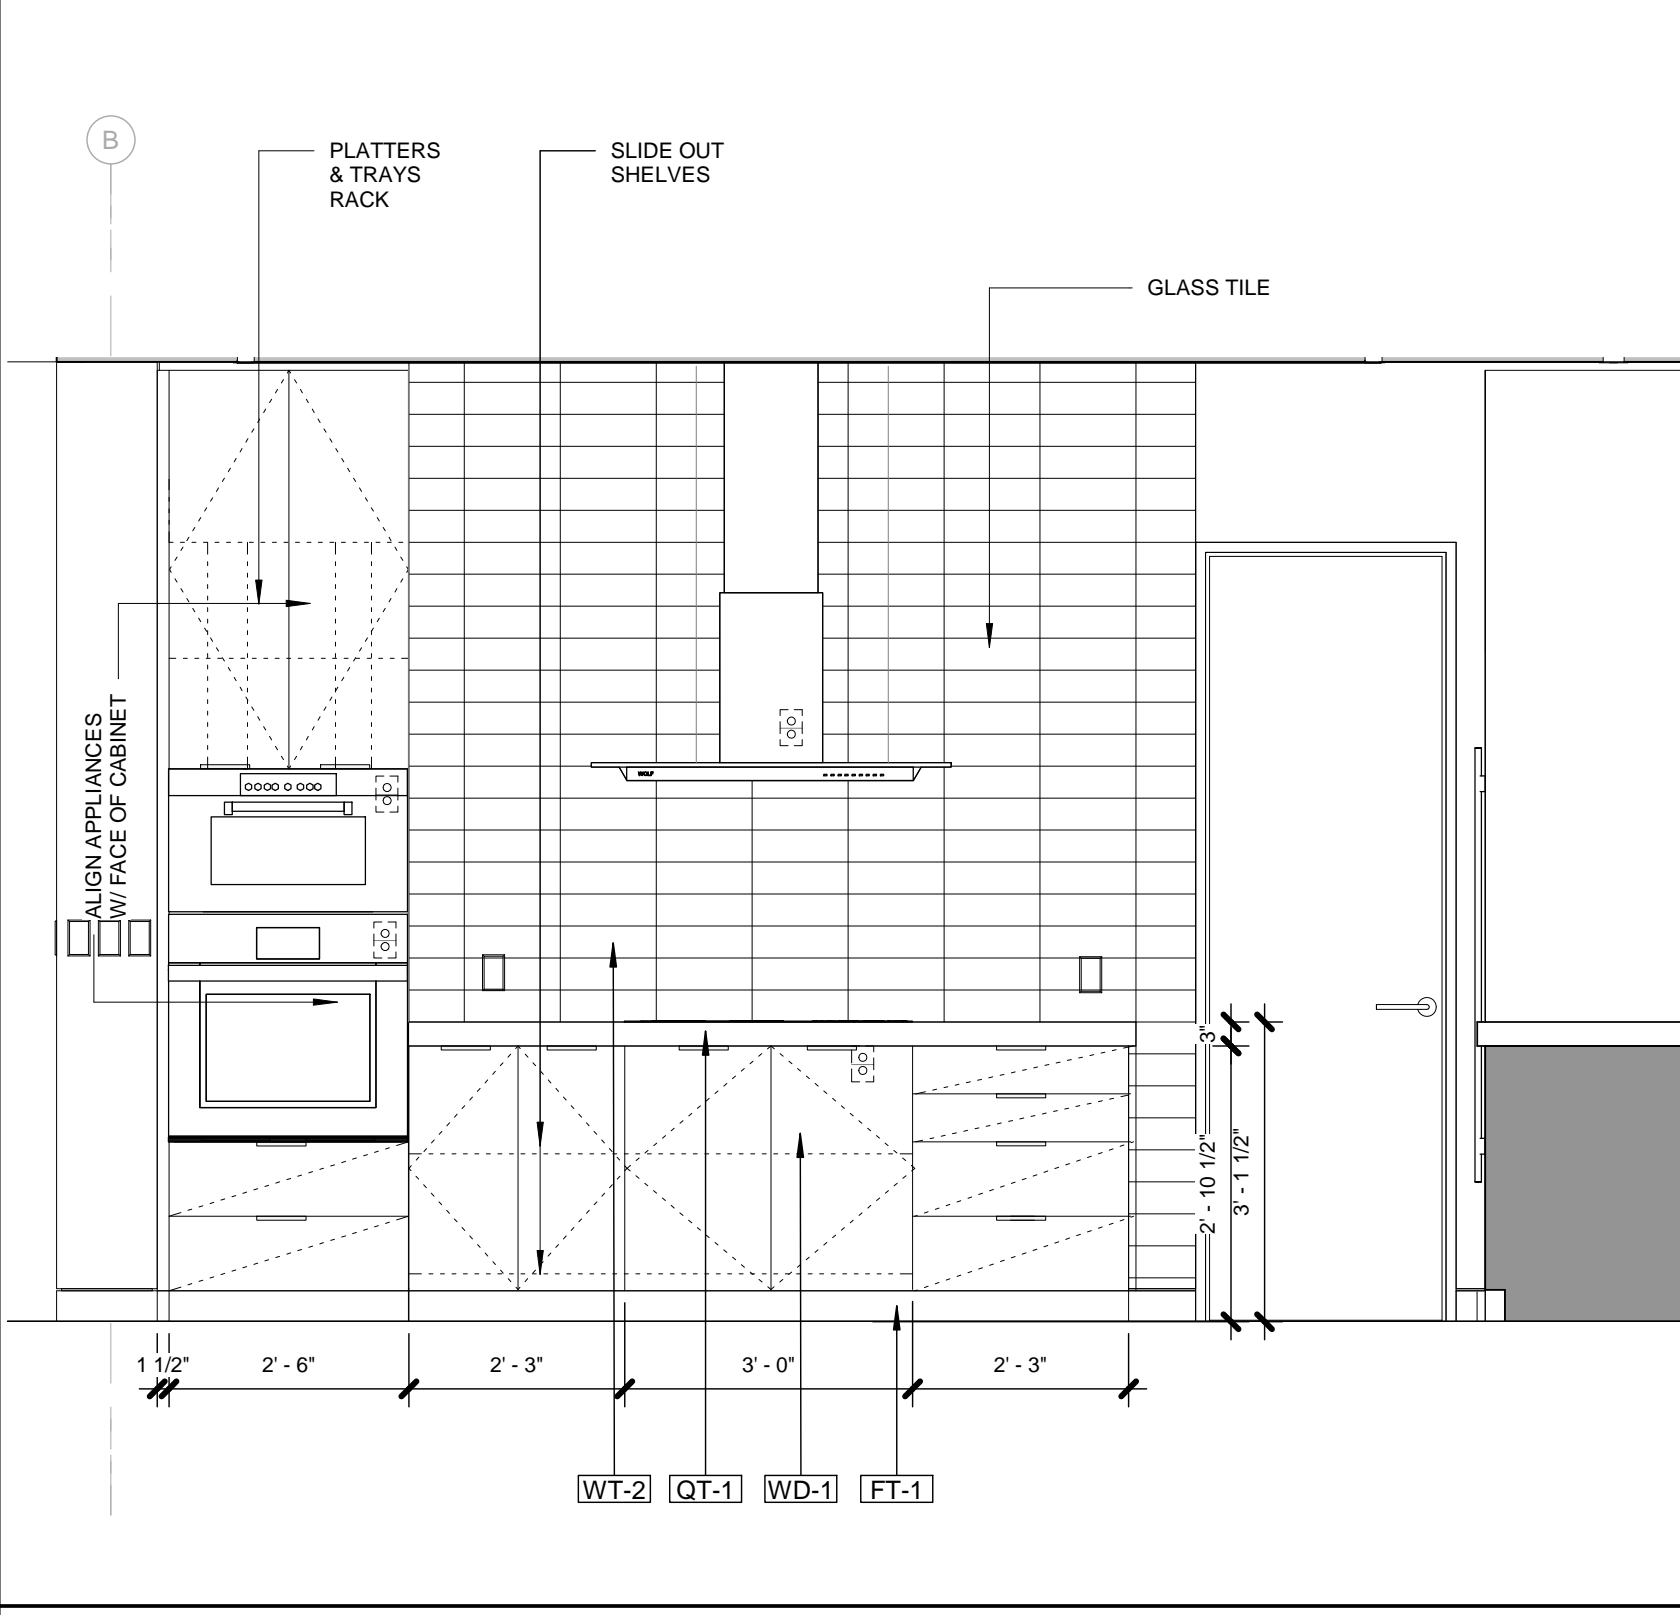 B
PLATTERS
& TRAYS
RACK
SLIDE OUT
SHELVES
GLASS TILE
ALIGN APPLIANCES
W/ FACE OF CABINET
WOLF
3"
2' - 10 1/2"
3' - 1 1/2"
1 1/2"
2' - 6"
2' - 3"
3' - 0"
2' - 3"
WT-2
QT-1
WD-1
FT-1